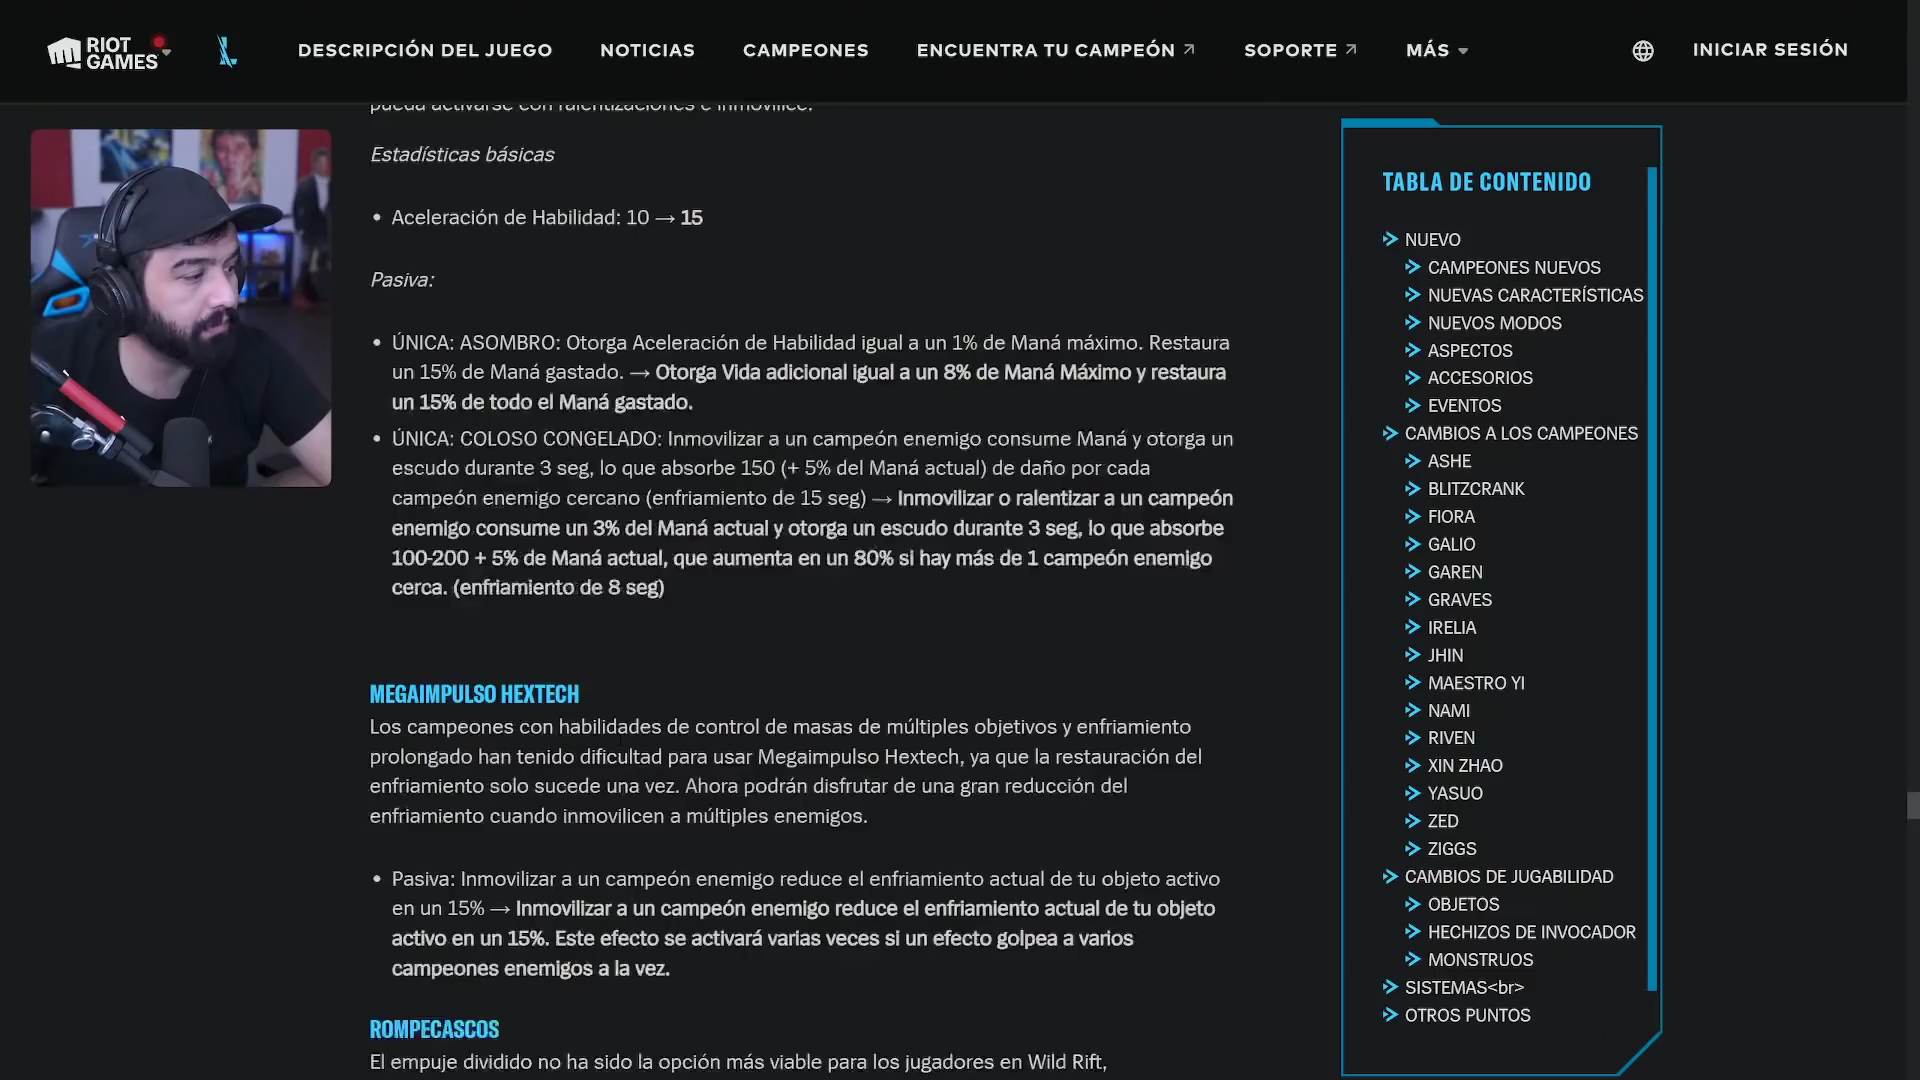 RIOT
GAMES
DESCRIPCIÓN DEL JUEGO
NOTICIAS
CAMPEONES
ENCUENTRA TU CAMPEÓN
SOPORTE
MÁS
INICIAR SESIÓN
pueda activarse con ralentizaciones e inmovilice.
Estadísticas básicas
• Aceleración de Habilidad: 10 → 15
Pasiva:
• ÚNICA: ASOMBRO: Otorga Aceleración de Habilidad igual a un 1% de Maná máximo. Restaura
un 15% de Maná gastado. → Otorga Vida adicional igual a un 8% de Maná Máximo y restaura
un 15% de todo el Maná gastado.
• ÚNICA: COLOSO CONGELADO: Inmovilizar a un campeón enemigo consume Maná y otorga un
escudo durante 3 seg, lo que absorbe 150 (+ 5% del Maná actual) de daño por cada
campeón enemigo cercano (enfriamiento de 15 seg) → Inmovilizar o ralentizar a un campeón
enemigo consume un 3% del Maná actual y otorga un escudo durante 3 seg, lo que absorbe
100-200 + 5% de Maná actual, que aumenta en un 80% si hay más de 1 campeón enemigo
cerca. (enfriamiento de 8 seg)
MEGAIMPULSO HEXTECH
Los campeones con habilidades de control de masas de múltiples objetivos y enfriamiento
prolongado han tenido dificultad para usar Megaimpulso Hextech, ya que la restauración del
enfriamiento solo sucede una vez. Ahora podrán disfrutar de una gran reducción del
enfriamiento cuando inmovilicen a múltiples enemigos.
• Pasiva: Inmovilizar a un campeón enemigo reduce el enfriamiento actual de tu objeto activo
en un 15% → Inmovilizar a un campeón enemigo reduce el enfriamiento actual de tu objeto
activo en un 15%. Este efecto se activará varias veces si un efecto golpea a varios
campeones enemigos a la vez.
ROMPECASCOS
El empuje dividido no ha sido la opción más viable para los jugadores en Wild Rift,
TABLA DE CONTENIDO
NUEVO
CAMPEONES NUEVOS
NUEVAS CARACTERÍSTICAS
NUEVOS MODOS
ASPECTOS
ACCESORIOS
EVENTOS
CAMBIOS A LOS CAMPEONES
ASHE
BLITZCRANK
FIORA
GALIO
GAREN
GRAVES
IRELIA
JHIN
MAESTRO YI
NAMI
RIVEN
XIN ZHAO
YASUO
ZED
ZIGGS
CAMBIOS DE JUGABILIDAD
OBJETOS
HECHIZOS DE INVOCADOR
MONSTRUOS
SISTEMAS<br>
OTROS PUNTOS